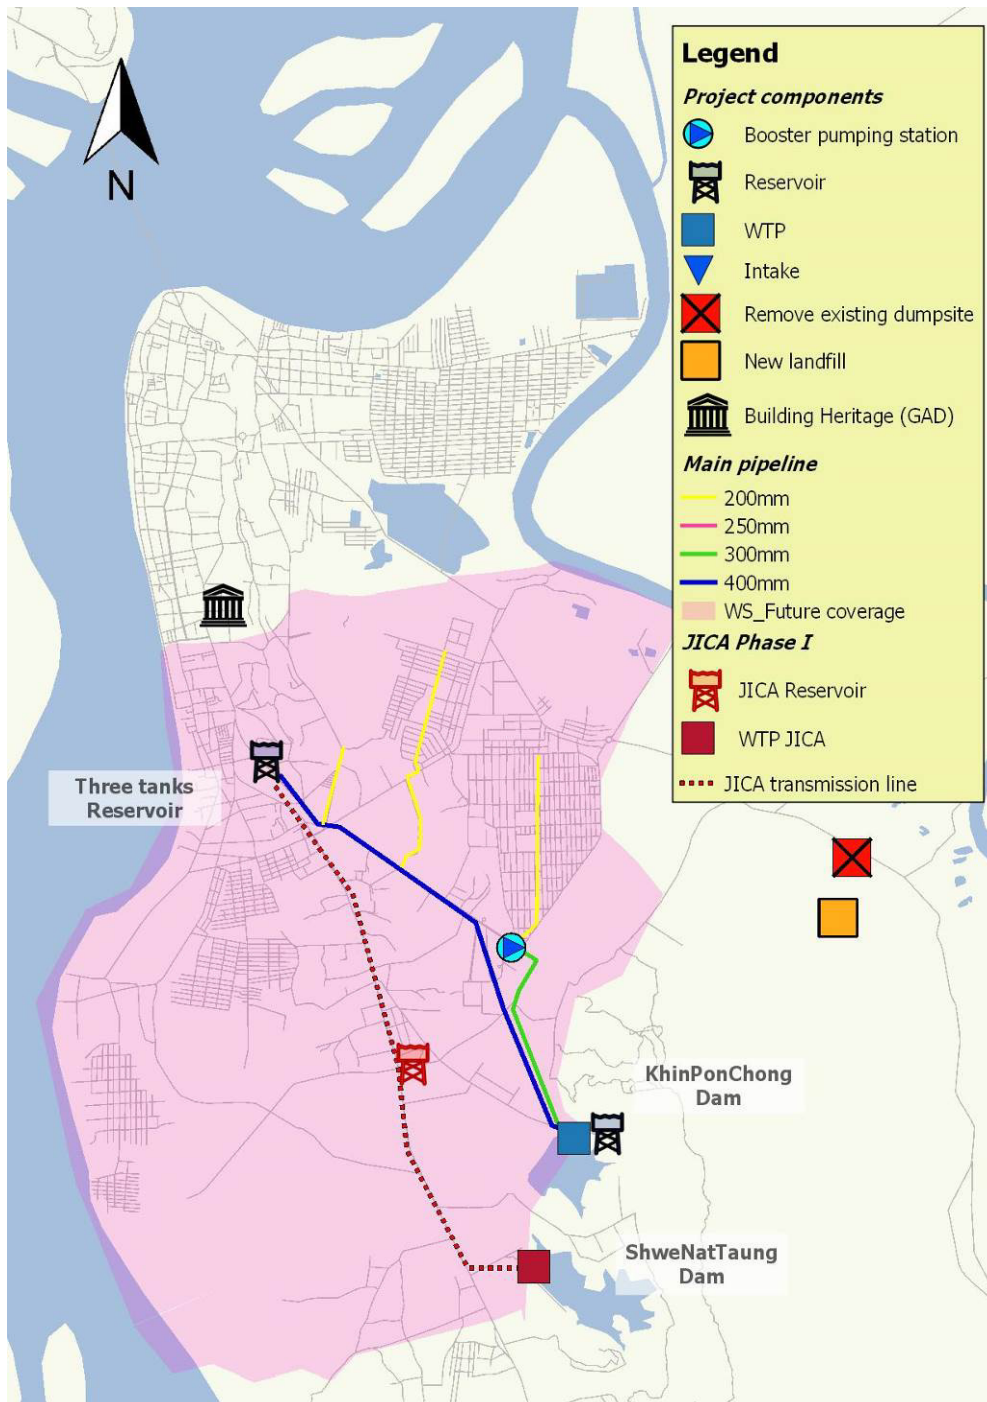 N
Legend
Project components
Booster pumping station
Reservoir
WTP
Intake
Remove existing dumpsite
New landfill
Building Heritage (GAD)
Main pipeline
200mm
250mm
300mm
400mm
WS_Future coverage
JICA Phase I
JICA Reservoir
WTP JICA
JICA transmission line
Three tanks
Reservoir
KhinPonChong
Dam
ShweNatTaung
Dam